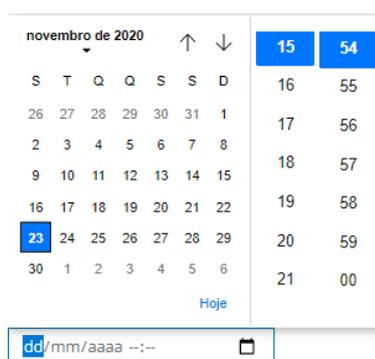 novembro de 2020
S T Q Q S S D
26 27 28 29 30 31 1
2 3 4 5 6 7 8
9 10 11 12 13 14 15
16 17 18 19 20 21 22
23 24 25 26 27 28 29
30 1 2 3 4 5 6
Hoje
15 54
16 55
17 56
18 57
19 58
20 59
21 00
dd/mm/aaaa --:--